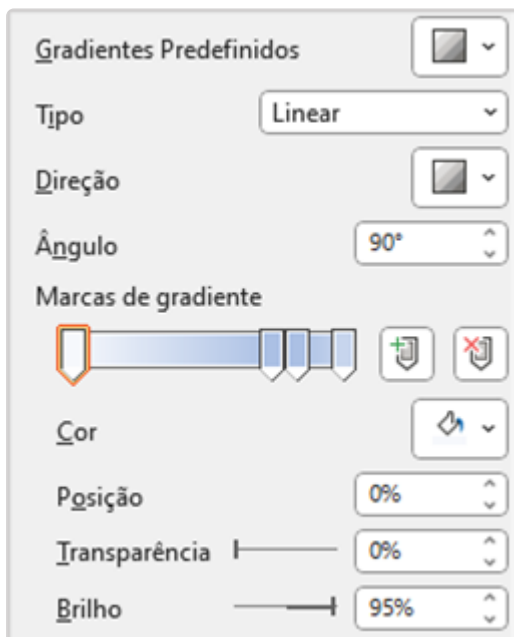 Gradientes Predefinidos
Tipo Linear
Direção
Ângulo 90°
Marcas de gradiente
Cor
Posição 0%
Transparência 0%
Brilho 95%